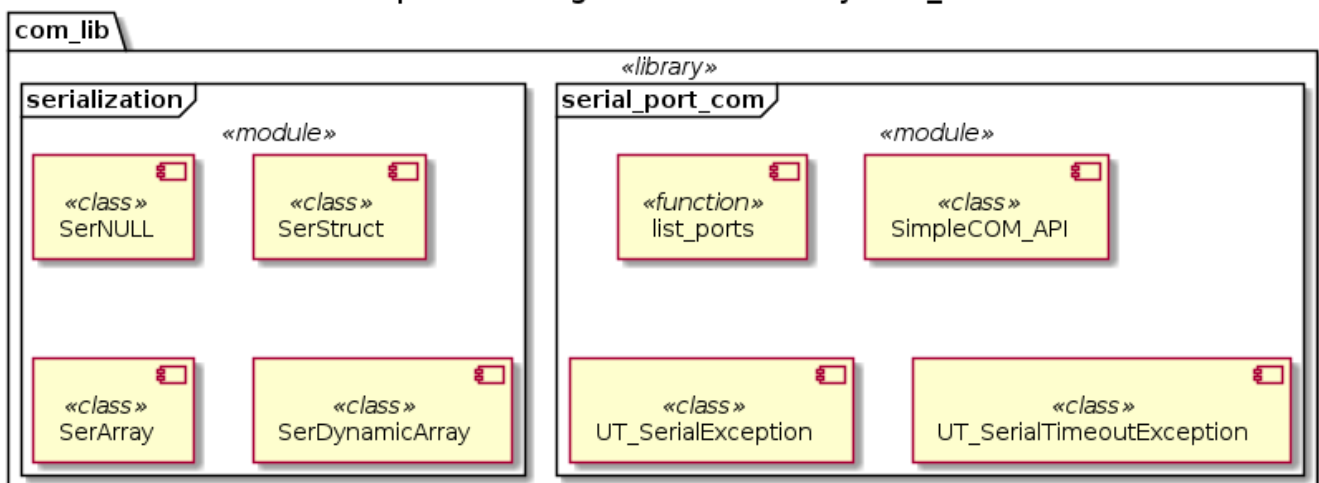 com_lib
«library»
serialization
«module»
«class»
SerNULL
«class»
SerStruct
«class»
SerArray
«class»
SerDynamicArray
serial_port_com
«module»
«function»
list_ports
«class»
SimpleCOM_API
«class»
UT_SerialException
«class»
UT_SerialTimeoutException